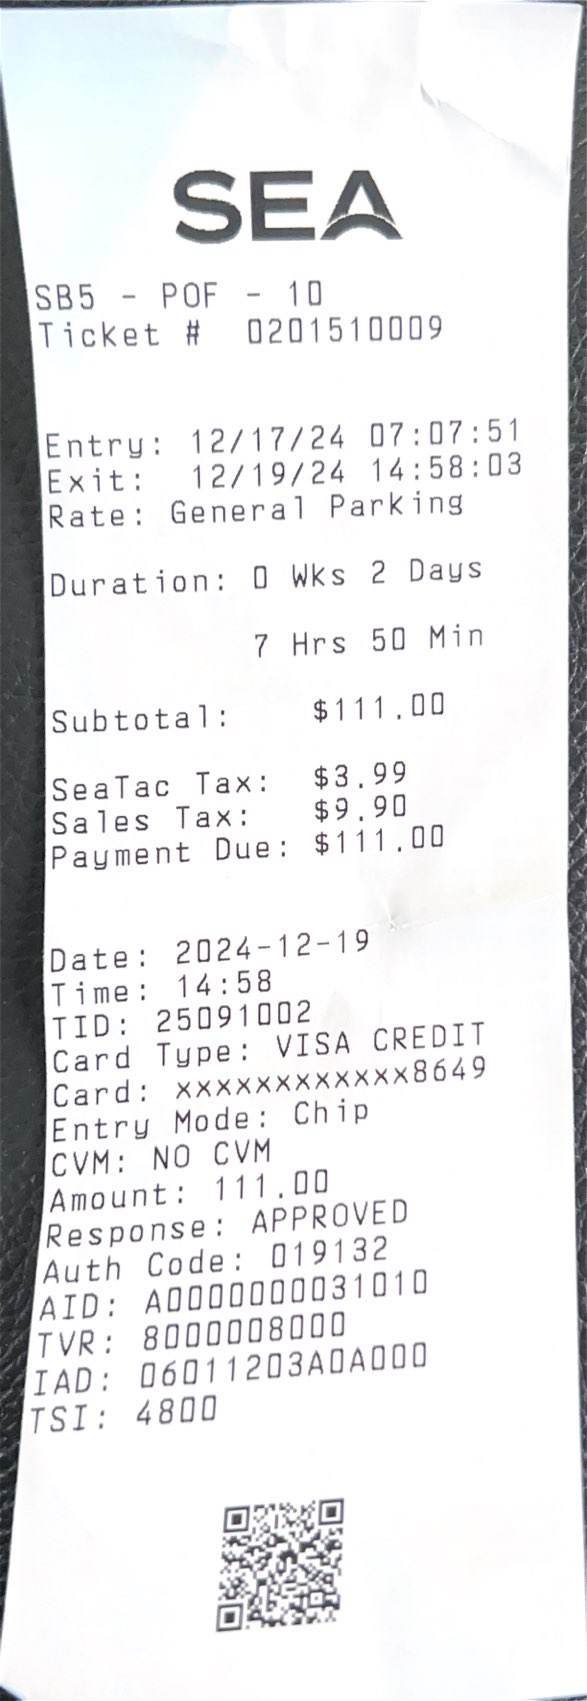 SEA
SB5 - POF - 10
Ticket # 0201510009
Entry: 12/17/24 07:07:51
Exit: 12/19/24 14:58:03
Rate: General Parking
Duration: 0 Wks 2 Days
7 Hrs 50 Min
Subtotal: $111.00
SeaTac Tax: $3.99
Sales Tax: $9.90
Payment Due: $111.00
Date: 2024-12-19
Time: 14:58
TID: 25091002
Card Type: VISA CREDIT
Card: xxxxxxxxxxxx8649
Entry Mode: Chip
CVM: NO CVM
Amount: 111.00
Response: APPROVED
Auth Code: 019132
AID: A0000000031010
TVR: 8000008000
IAD: 06011203A0A000
TSI: 4800